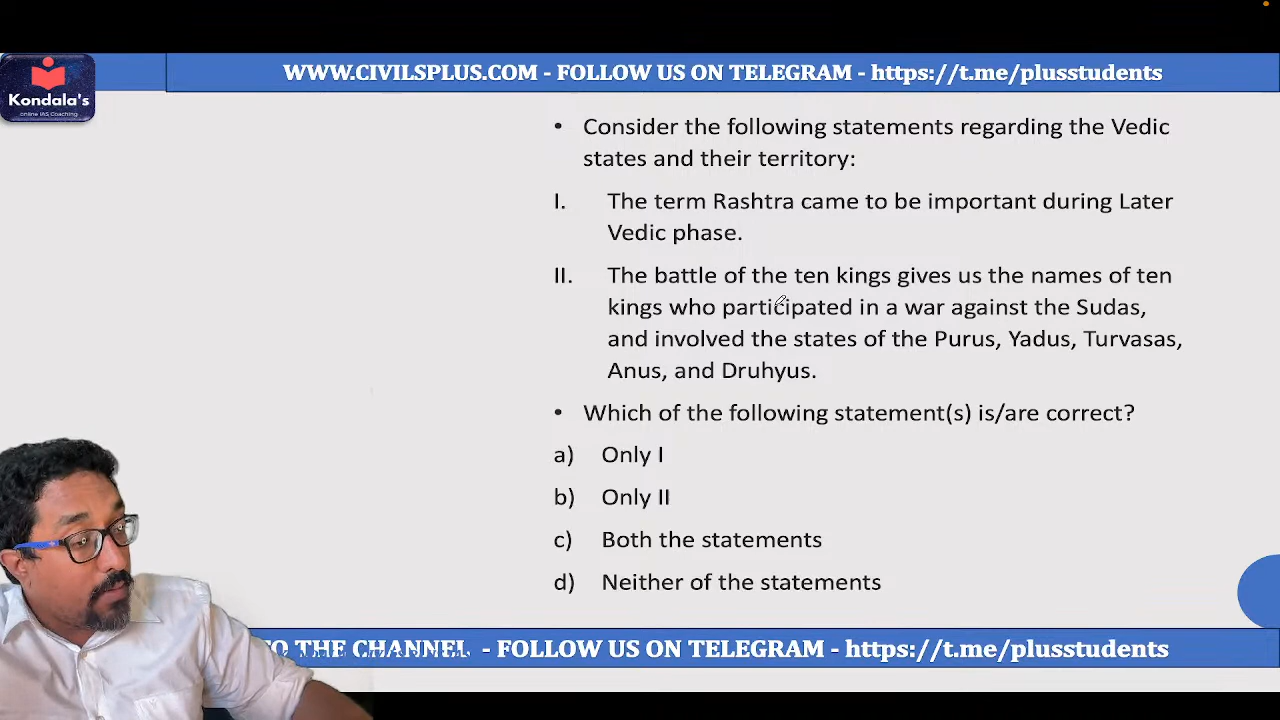 WWW.CIVILSPLUS.COM - FOLLOW US ON TELEGRAM - https://t.me/plusstudents
Kondala's
online IAS Coaching
• Consider the following statements regarding the Vedic
states and their territory:
I. The term Rashtra came to be important during Later
Vedic phase.
II. The battle of the ten kings gives us the names of ten
kings who participated in a war against the Sudas,
and involved the states of the Purus, Yadus, Turvasas,
Anus, and Druhyus.
• Which of the following statement(s) is/are correct?
a) Only I
b) Only II
c) Both the statements
d) Neither of the statements
TO THE CHANNEL - FOLLOW US ON TELEGRAM - https://t.me/plusstudents